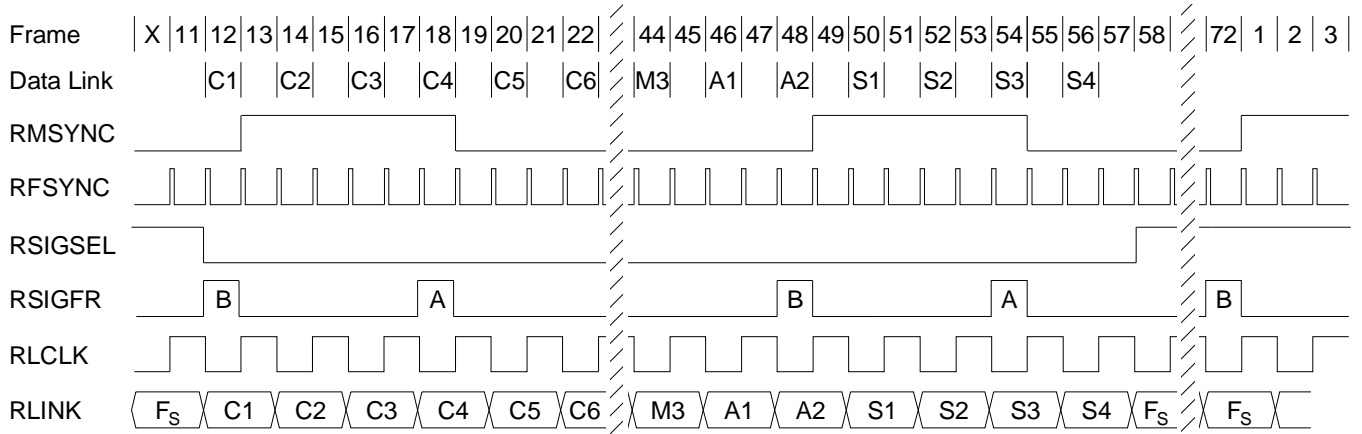 Frame X 11 12 13 14 15 16 17 18 19 20 21 22 44 45 46 47 48 49 50 51 52 53 54 55 56 57 58 72 1 2 3
Data Link C1 C2 C3 C4 C5 C6 M3 A1 A2 S1 S2 S3 S4
RMSYNC
RFSYNC
RSIGSEL
RSIGFR B A B A B
RLCLK
RLINK FS C1 C2 C3 C4 C5 C6 M3 A1 A2 S1 S2 S3 S4 FS FS